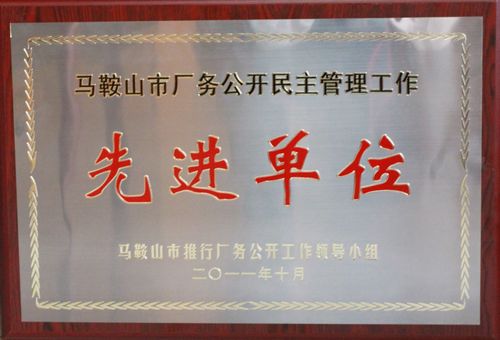 马鞍山市厂务公开民主管理工作
先进单位
马鞍山市推行厂务公开工作领导小组
二〇一一年十月